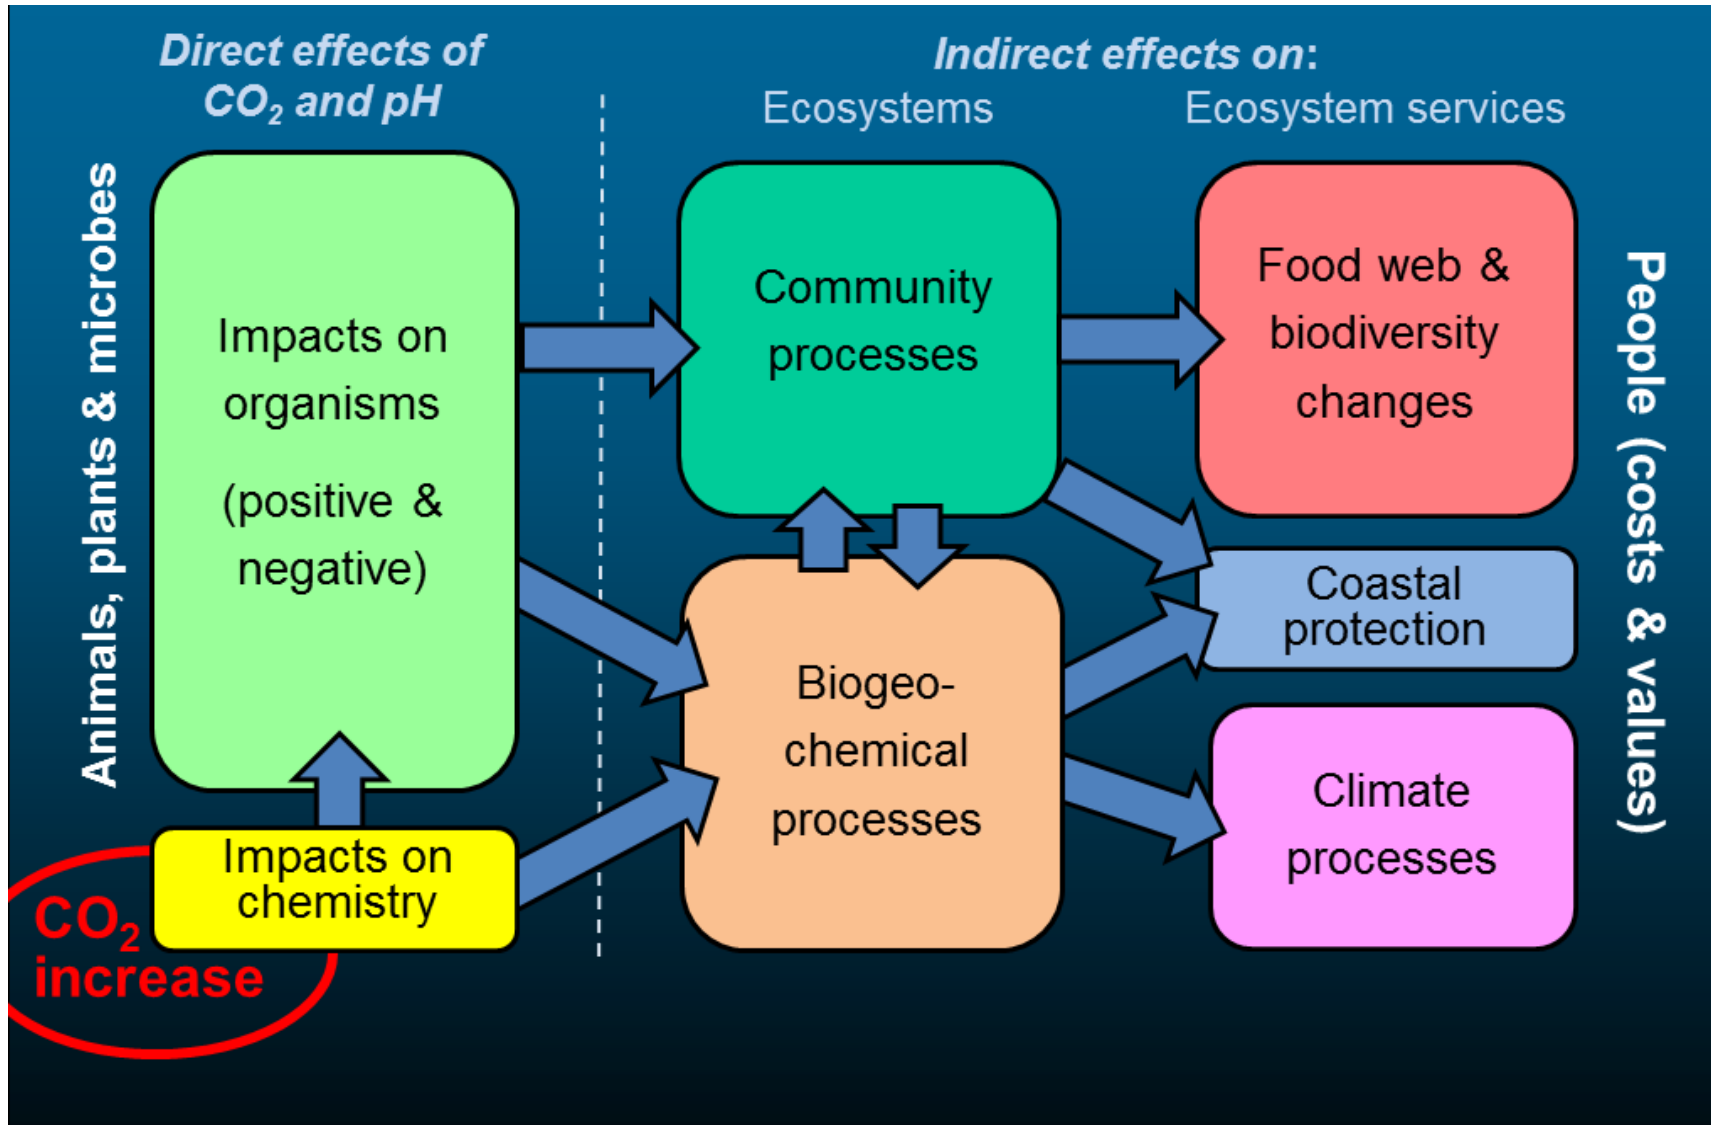 Direct effects of
CO₂ and pH
Indirect effects on:
Ecosystems
Ecosystem services
Animals, plants & microbes
Impacts on
organisms
(positive &
negative)
Impacts on
chemistry
CO₂
increase
Community
processes
Biogeo-
chemical
processes
Food web &
biodiversity
changes
Coastal
protection
Climate
processes
People (costs & values)